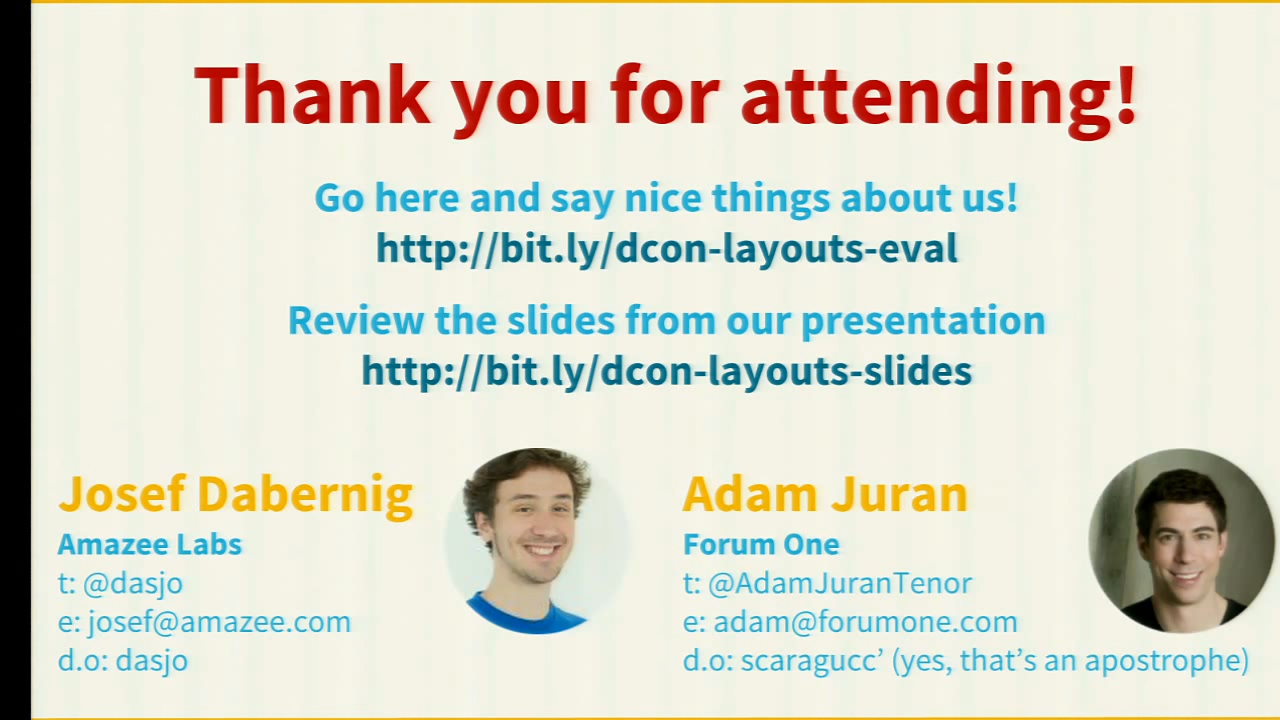 Thank you for attending!
Go here and say nice things about us!
http://bit.ly/dcon-layouts-eval
Review the slides from our presentation
http://bit.ly/dcon-layouts-slides
Josef Dabernig
Amazee Labs
t: @dasjo
e: josef@amazee.com
d.o: dasjo
Adam Juran
Forum One
t: @AdamJuranTenor
e: adam@forumone.com
d.o: scaragucc’ (yes, that’s an apostrophe)